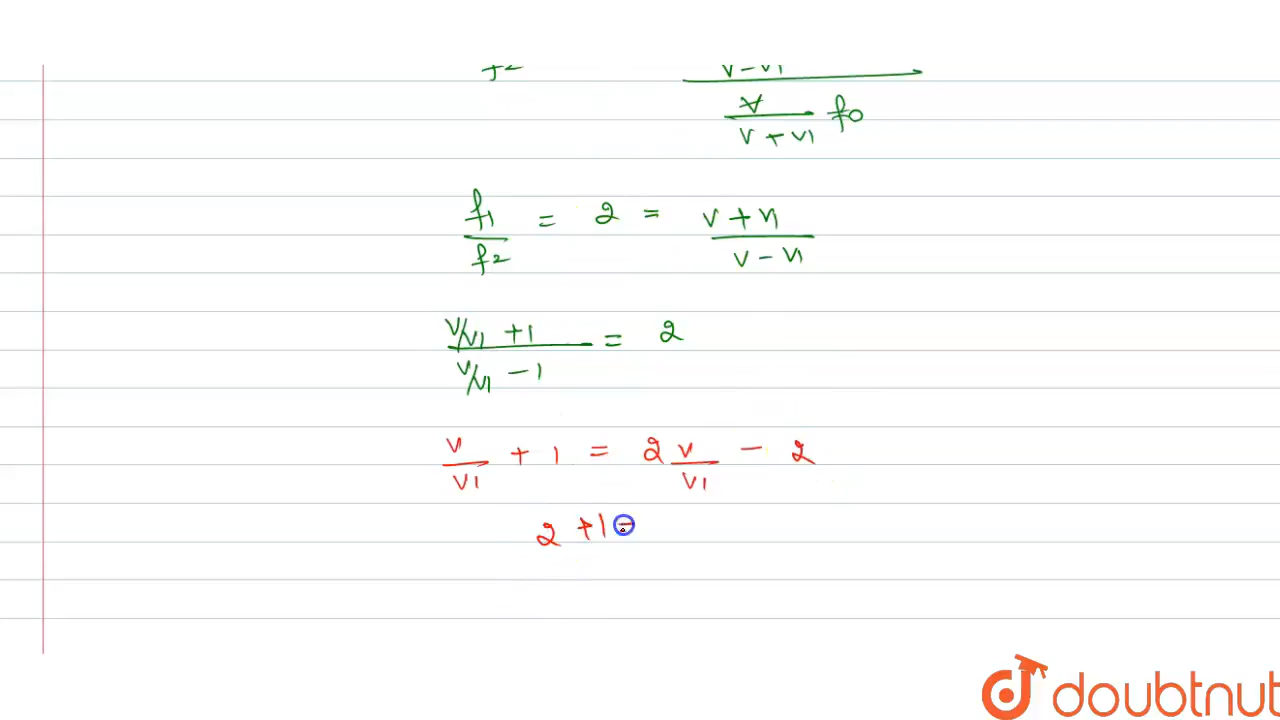 v - v1
v
v + v1 f0
f1 / f2 = 2 = v + v1 / v - v1
v/v1 + 1 / v/v1 - 1 = 2
v / v1 + 1 = 2 v / v1 - 2
2 + 1 =
doubtnut